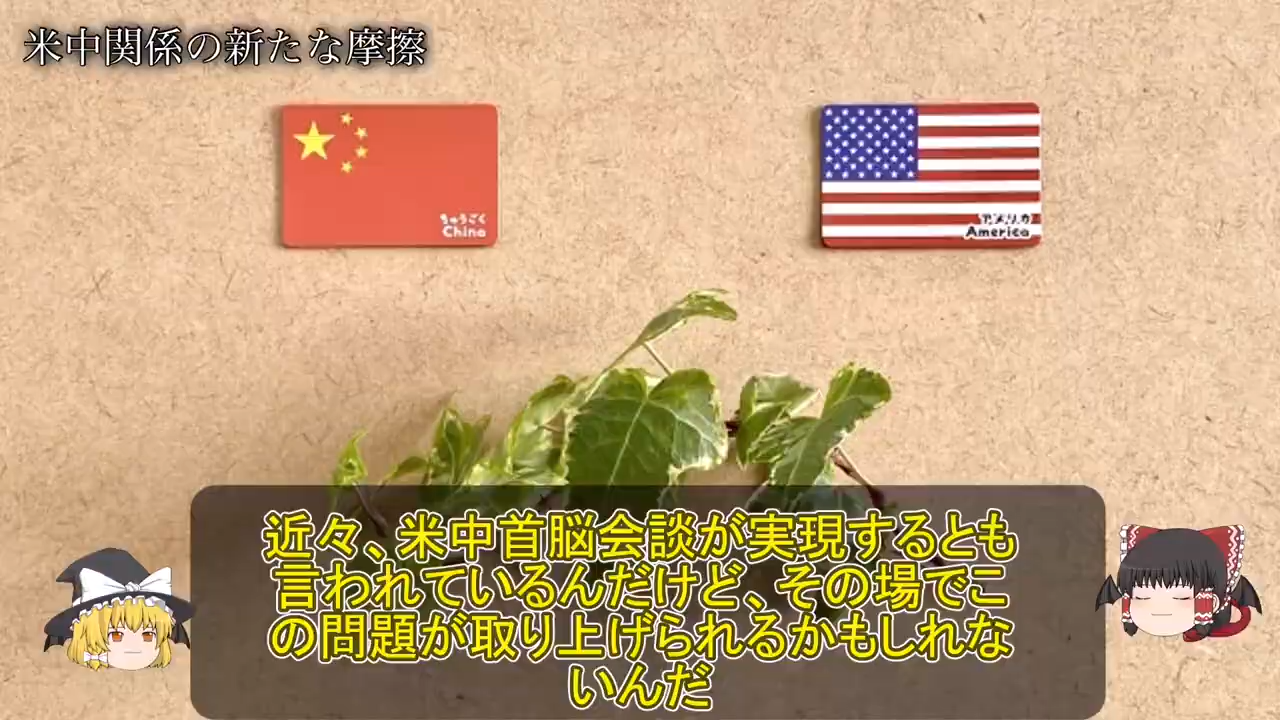 米中関係の新たな摩擦
ちゅうごく
China
アメリカ
America
近々、米中首脳会談が実現するとも
言われているんだけど、その場でこ
の問題が取り上げられるかもしれな
いんだ